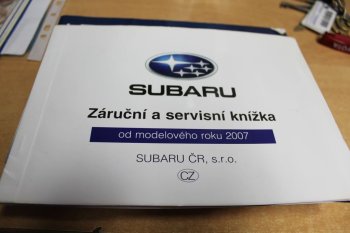 SUBARU
Záruční a servisní knížka
od modelového roku 2007
SUBARU ČR, s.r.o.
CZ